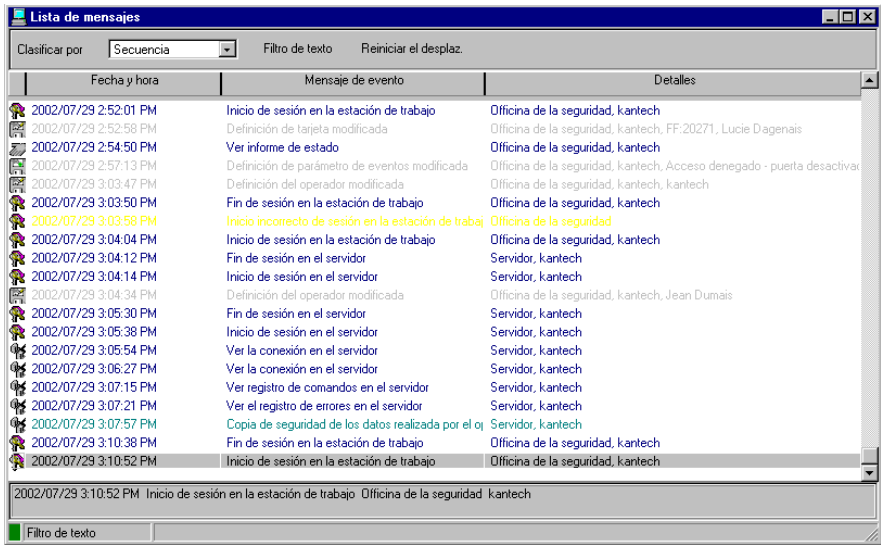 Lista de mensajes
Clasificar por Secuencia Filtro de texto Reiniciar el desplaz.
Fecha y hora Mensaje de evento Detalles
2002/07/29 2:52:01 PM Inicio de sesión en la estación de trabajo Officina de la seguridad, kantech
2002/07/29 2:52:58 PM Definición de tarjeta modificada Officina de la seguridad, kantech, FF:20271, Lucie Dagenais
2002/07/29 2:54:50 PM Ver informe de estado Officina de la seguridad, kantech
2002/07/29 2:57:13 PM Definición de parámetro de eventos modificada Officina de la seguridad, kantech, Acceso denegado - puerta desactivac
2002/07/29 3:03:47 PM Definición del operador modificada Officina de la seguridad, kantech, kantech
2002/07/29 3:03:50 PM Fin de sesión en la estación de trabajo Officina de la seguridad, kantech
2002/07/29 3:03:58 PM Inicio incorrecto de sesión en la estación de trabaj Officina de la seguridad
2002/07/29 3:04:04 PM Inicio de sesión en la estación de trabajo Officina de la seguridad, kantech
2002/07/29 3:04:12 PM Fin de sesión en el servidor Servidor, kantech
2002/07/29 3:04:14 PM Inicio de sesión en el servidor Servidor, kantech
2002/07/29 3:04:34 PM Definición del operador modificada Officina de la seguridad, kantech, Jean Dumais
2002/07/29 3:05:30 PM Fin de sesión en el servidor Servidor, kantech
2002/07/29 3:05:38 PM Inicio de sesión en el servidor Servidor, kantech
2002/07/29 3:05:54 PM Ver la conexión en el servidor Servidor, kantech
2002/07/29 3:06:27 PM Ver la conexión en el servidor Servidor, kantech
2002/07/29 3:07:15 PM Ver registro de comandos en el servidor Servidor, kantech
2002/07/29 3:07:21 PM Ver el registro de errores en el servidor Servidor, kantech
2002/07/29 3:07:57 PM Copia de seguridad de los datos realizada por el o Servidor, kantech
2002/07/29 3:10:38 PM Fin de sesión en la estación de trabajo Officina de la seguridad, kantech
2002/07/29 3:10:52 PM Inicio de sesión en la estación de trabajo Officina de la seguridad, kantech
2002/07/29 3:10:52 PM Inicio de sesión en la estación de trabajo Officina de la seguridad kantech
Filtro de texto